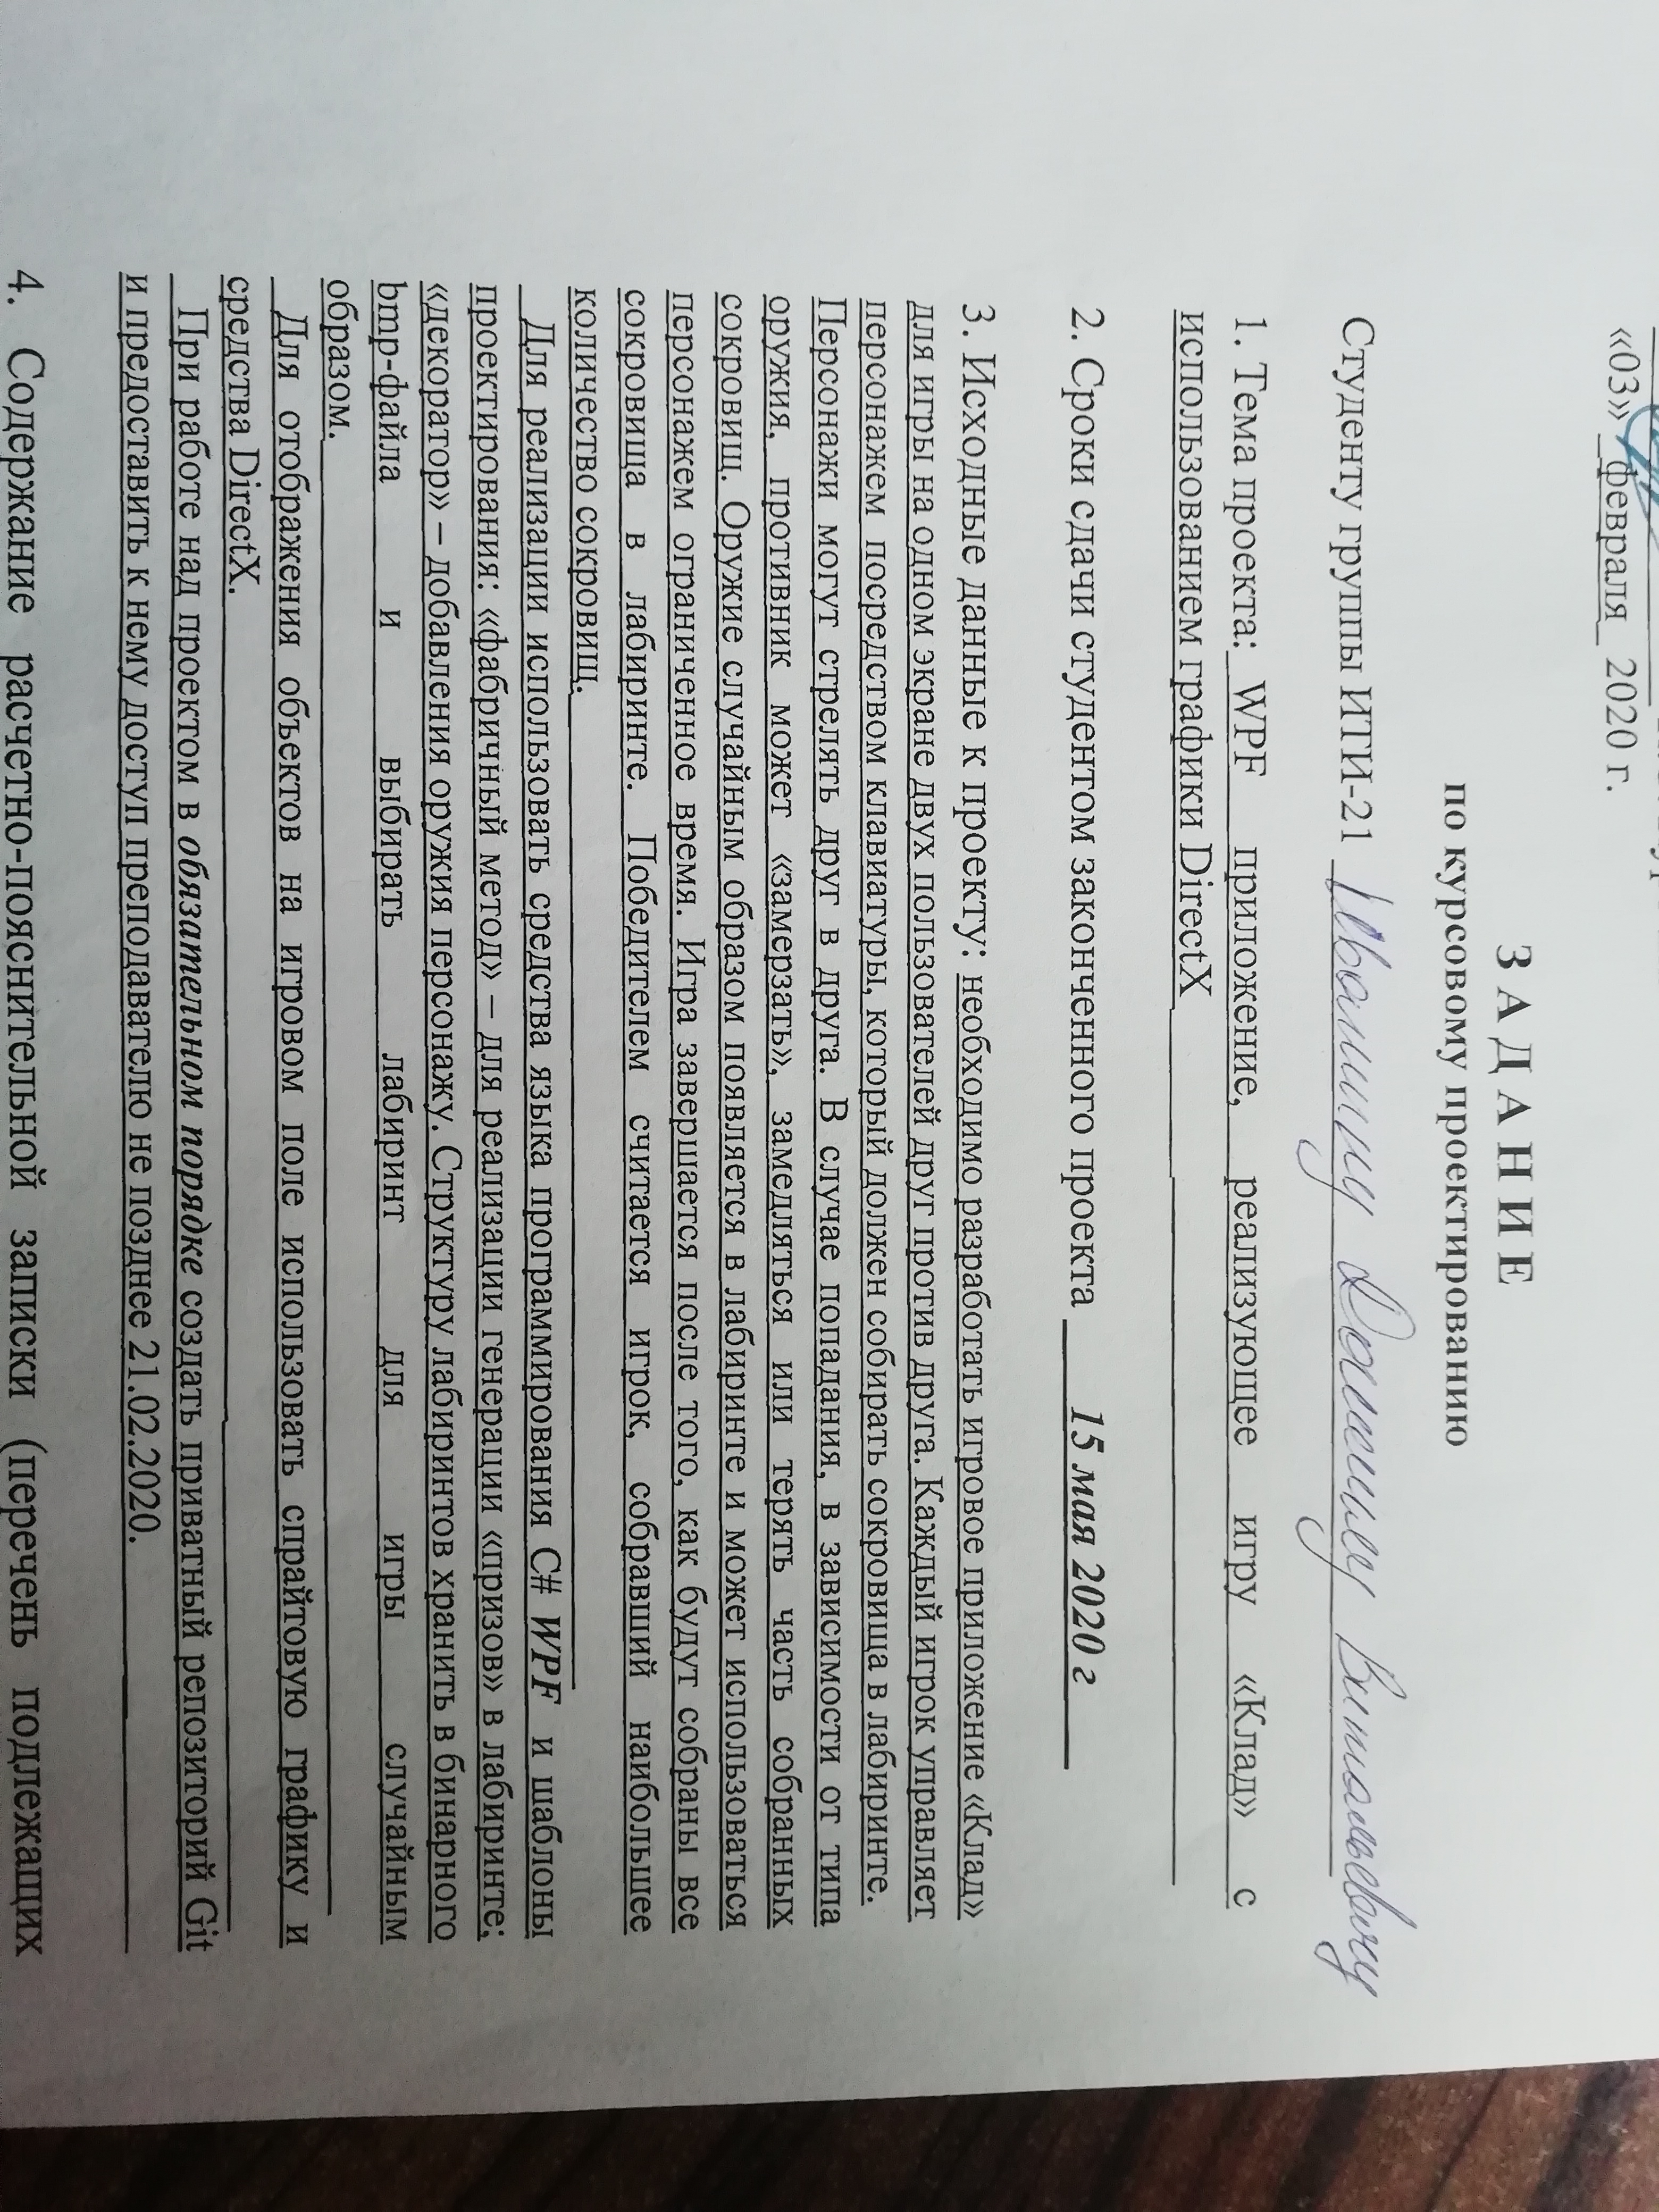 «03» февраля 2020 г.
З А Д А Н И Е
по курсовому проектированию
Студенту группы ИТИ-21 Ивашину Даниилу Витальевичу
1. Тема проекта: WPF приложение, реализующее игру «Клад» с
использованием графики DirectX
2. Сроки сдачи студентом законченного проекта 15 мая 2020 г
3. Исходные данные к проекту: необходимо разработать игровое приложение «Клад»
для игры на одном экране двух пользователей друг против друга. Каждый игрок управляет
персонажем посредством клавиатуры, который должен собирать сокровища в лабиринте.
Персонажи могут стрелять друг в друга. В случае попадания, в зависимости от типа
оружия, противник может «замерзать», замедляться или терять часть собранных
сокровищ. Оружие случайным образом появляется в лабиринте и может использоваться
персонажем ограниченное время. Игра завершается после того, как будут собраны все
сокровища в лабиринте. Победителем считается игрок, собравший наибольшее
количество сокровищ.
Для реализации использовать средства языка программирования C# WPF и шаблоны
проектирования: «фабричный метод» – для реализации генерации «призов» в лабиринте;
«декоратор» – добавления оружия персонажу. Структуру лабиринтов хранить в бинарного
bmp-файла и выбирать лабиринт для игры случайным
образом.
Для отображения объектов на игровом поле использовать спрайтовую графику и
средства DirectX.
При работе над проектом в обязательном порядке создать приватный репозиторий Git
и предоставить к нему доступ преподавателю не позднее 21.02.2020.
4. Содержание расчетно-пояснительной записки (перечень подлежащих